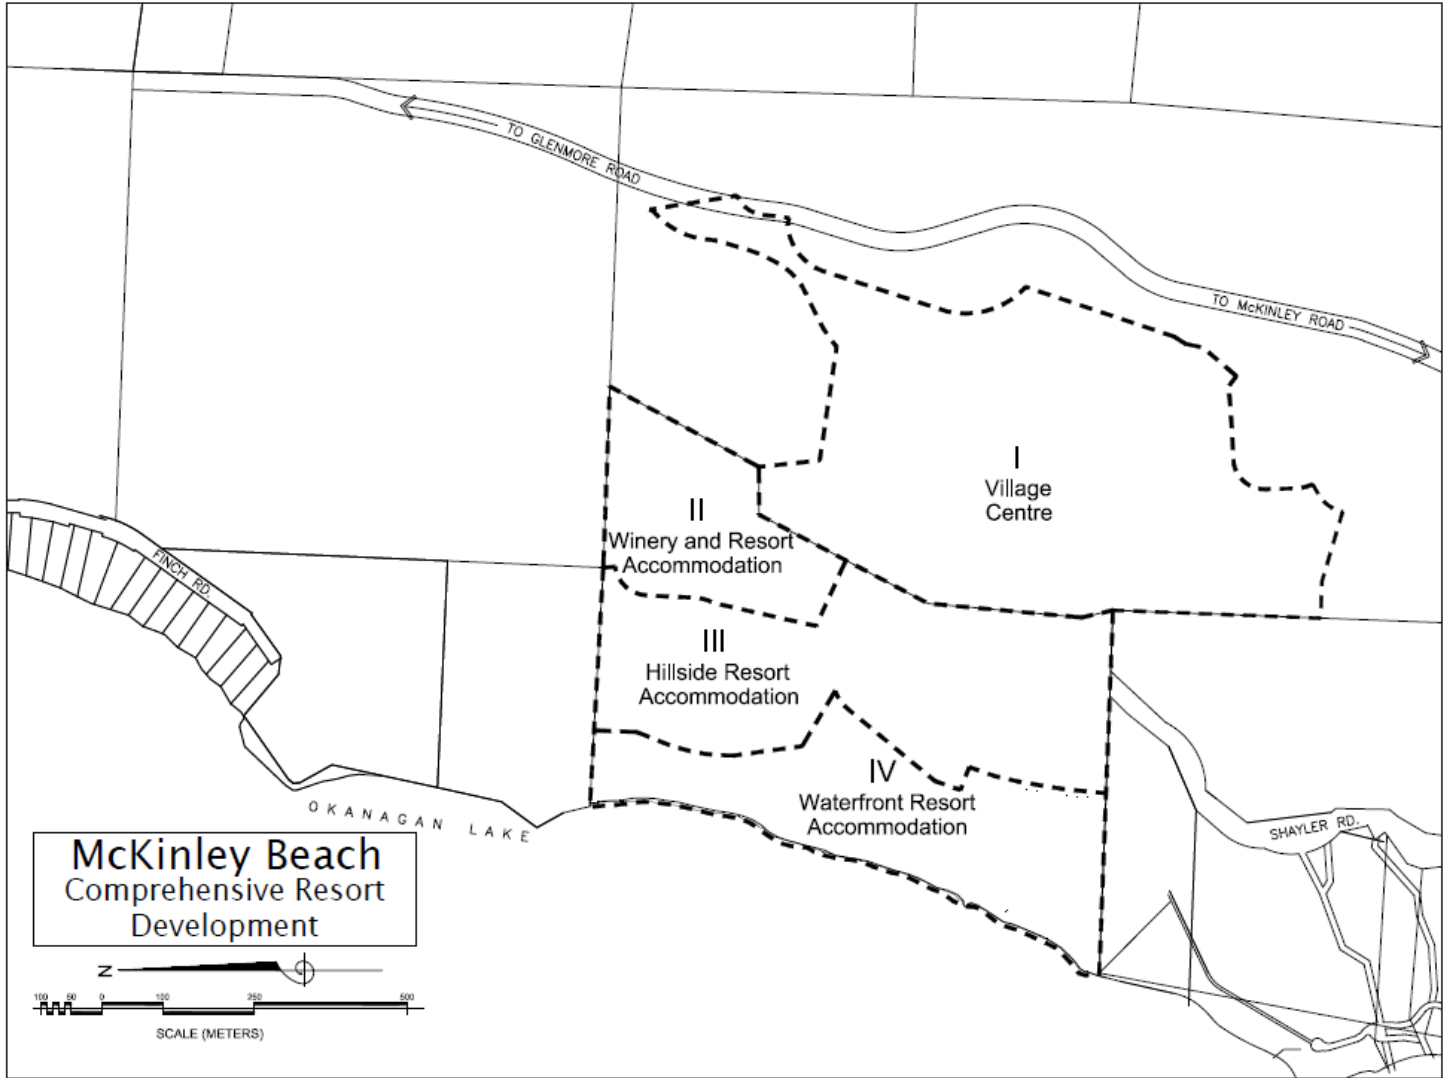 TO GLENMORE ROAD
TO McKINLEY ROAD
I
Village
Centre
II
Winery and Resort
Accommodation
FINCH RD.
III
Hillside Resort
Accommodation
IV
Waterfront Resort
Accommodation
OKANAGAN LAKE
SHAYLER RD.
McKinley Beach
Comprehensive Resort
Development
N
100 50 0 100 250 500
SCALE (METERS)